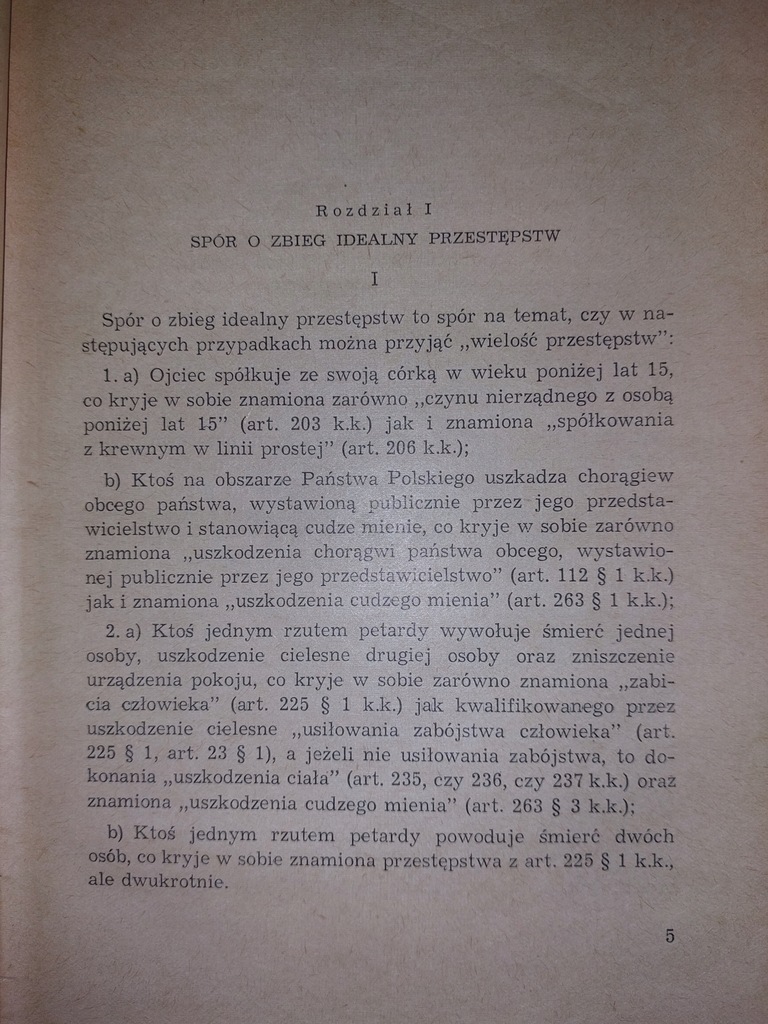 Rozdział I
SPÓR O ZBIEG IDEALNY PRZESTĘPSTW
I
Spór o zbieg idealny przestępstw to spór na temat, czy w na-
stępujących przypadkach można przyjąć „wielość przestępstw”:
1. a) Ojciec spółkuje ze swoją córką w wieku poniżej lat 15,
co kryje w sobie znamiona zarówno „czynu nierządnego z osobą
poniżej lat 15” (art. 203 k.k.) jak i znamiona „spółkowania
z krewnym w linii prostej” (art. 206 k.k.);
b) Ktoś na obszarze Państwa Polskiego uszkadza chorągiew
obcego państwa, wystawioną publicznie przez jego przedsta-
wicielstwo i stanowiącą cudze mienie, co kryje w sobie zarówno
znamiona „uszkodzenia chorągwi państwa obcego, wystawio-
nej publicznie przez jego przedstawicielstwo” (art. 112 § 1 k.k.)
jak i znamiona „uszkodzenia cudzego mienia” (art. 263 § 1 k.k.);
2. a) Ktoś jednym rzutem petardy wywołuje śmierć jednej
osoby, uszkodzenie cielesne drugiej osoby oraz zniszczenie
urządzenia pokoju, co kryje w sobie zarówno znamiona „zabi-
cia człowieka” (art. 225 § 1 k.k.) jak kwalifikowanego przez
uszkodzenie cielesne „usiłowania zabójstwa człowieka” (art.
225 § 1, art. 23 § 1), a jeżeli nie usiłowania zabójstwa, to do-
konania „uszkodzenia ciała” (art. 235, czy 236, czy 237 k.k.) oraz
znamiona „uszkodzenia cudzego mienia” (art. 263 § 3 k.k.);
b) Ktoś jednym rzutem petardy powoduje śmierć dwóch
osób, co kryje w sobie znamiona przestępstwa z art. 225 § 1 k.k.,
ale dwukrotnie.
5